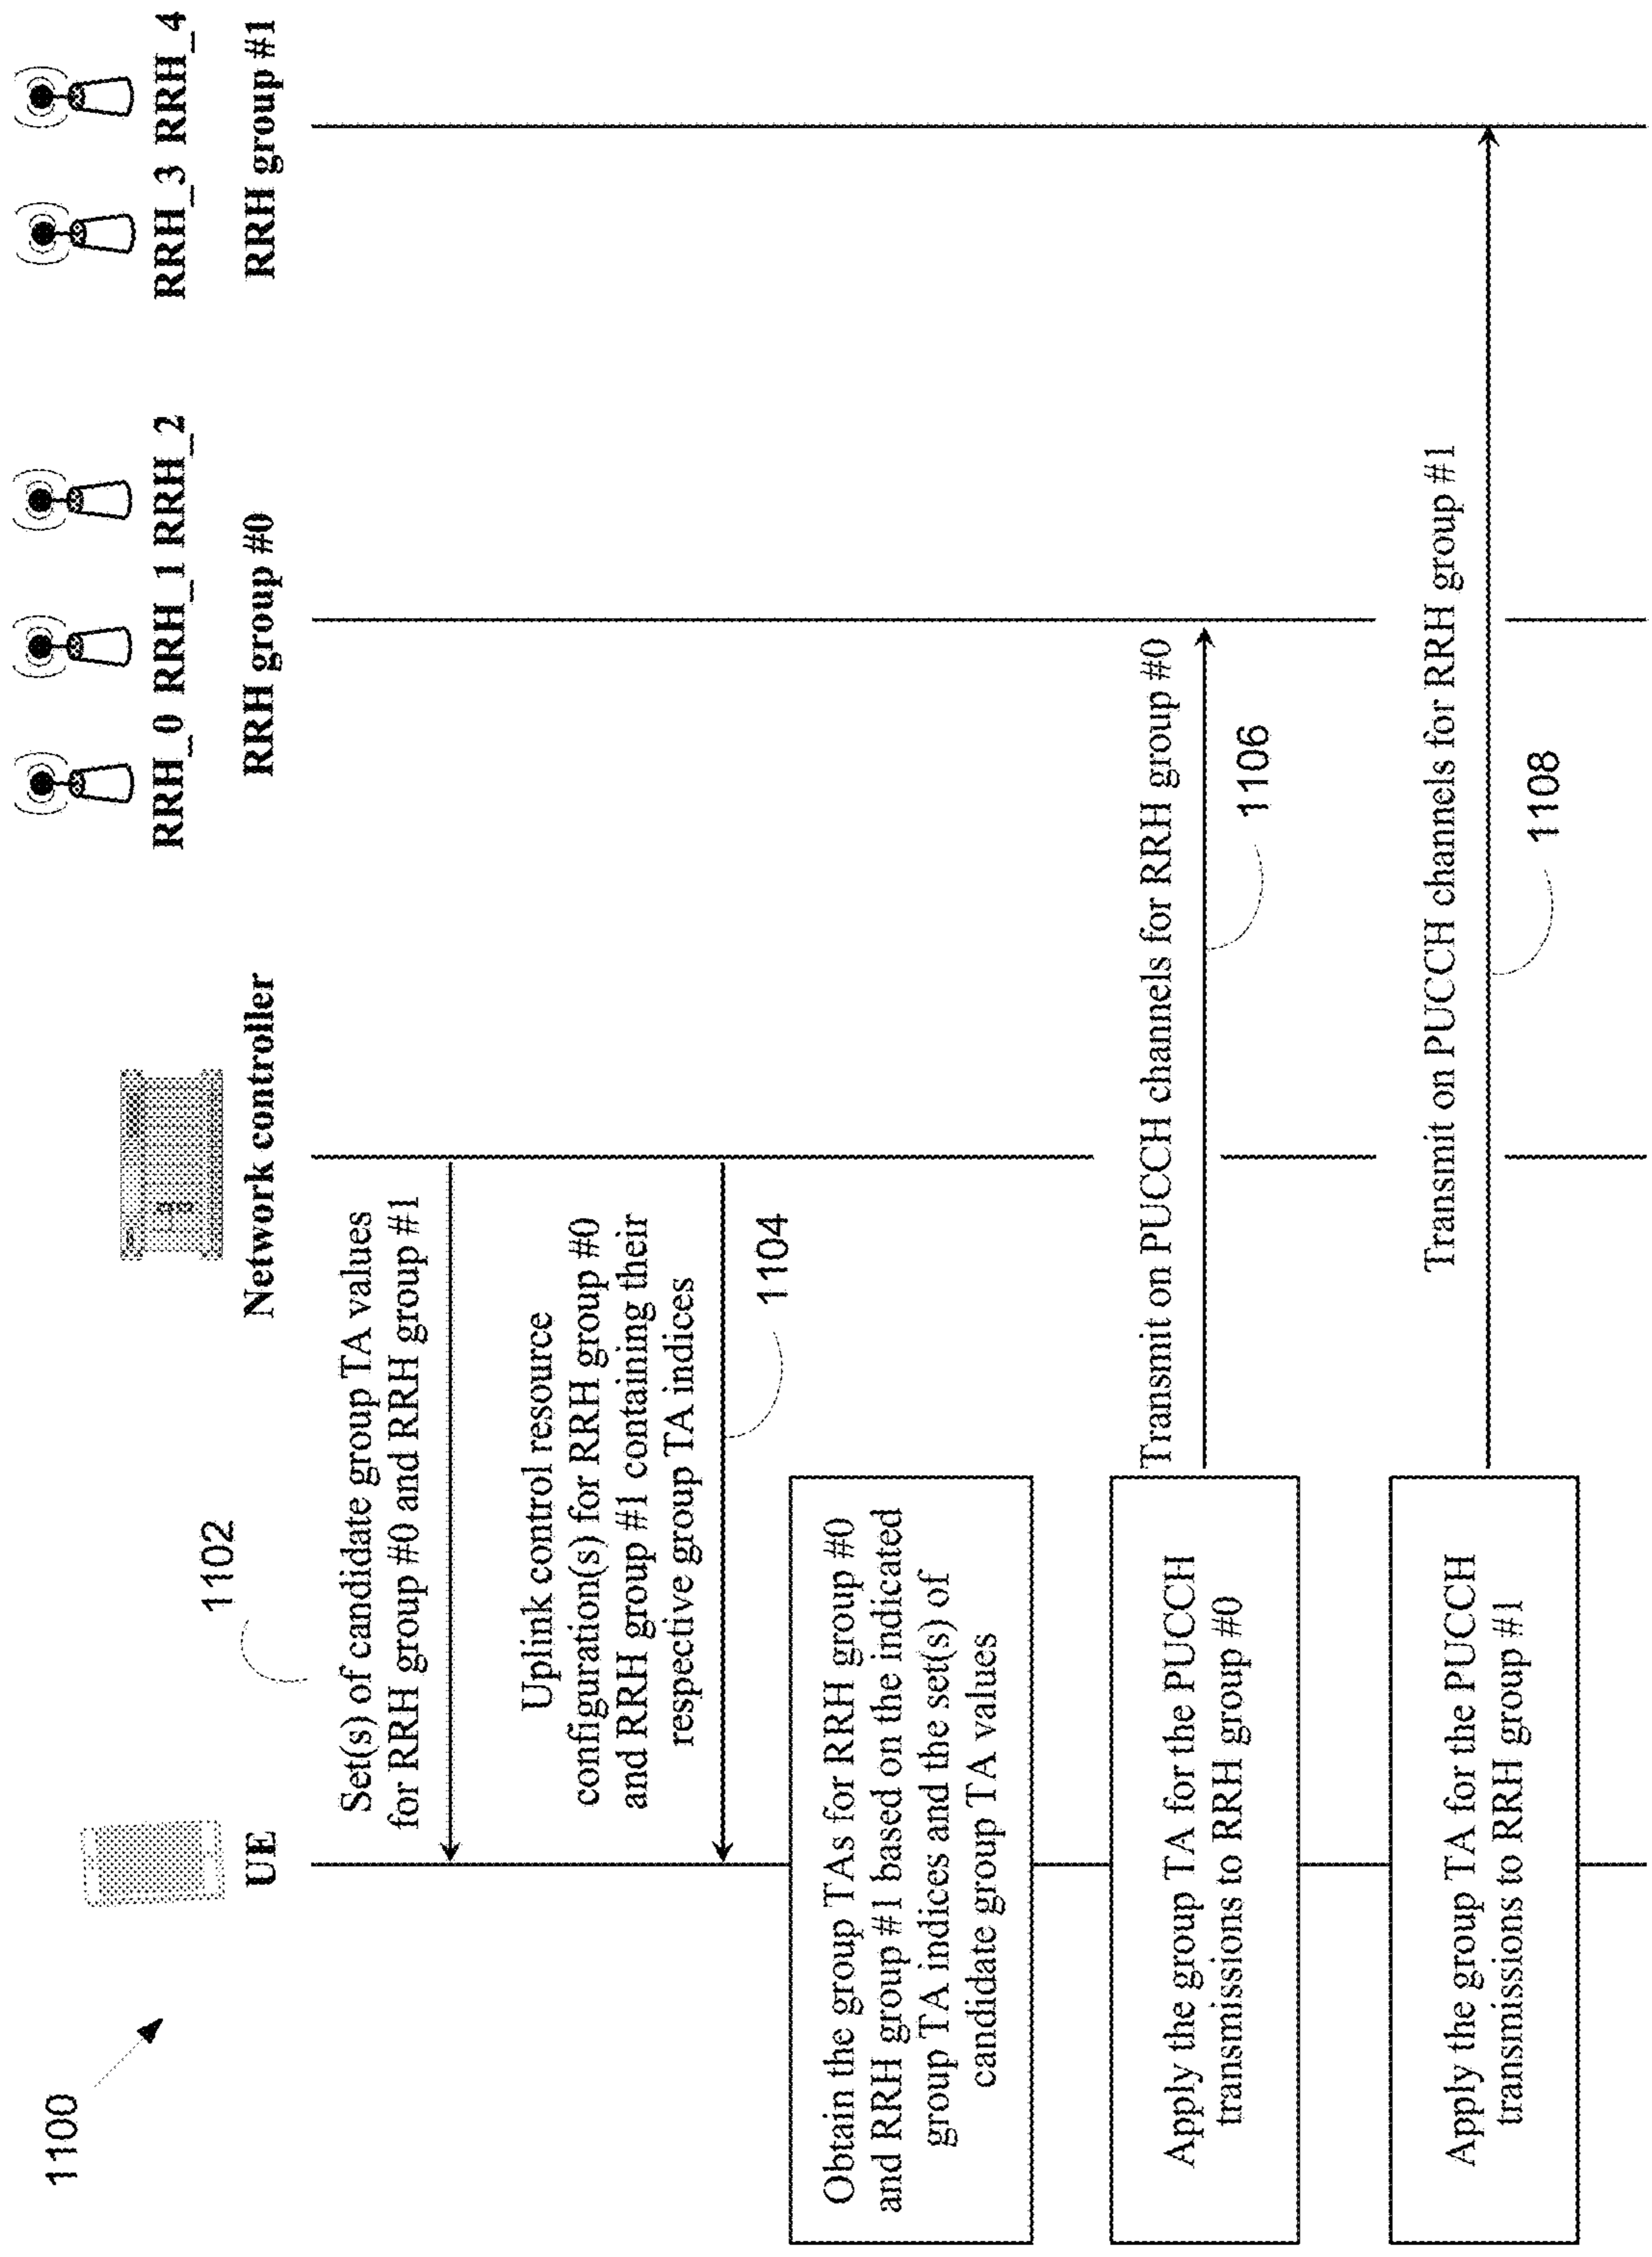 1100
RRH_0 RRH_1 RRH_2
RRH_3 RRH_4
UE
Network controller
RRH group #0
RRH group #1
1102
Set(s) of candidate group TA values
for RRH group #0 and RRH group #1
Uplink control resource
configuration(s) for RRH group #0
and RRH group #1 containing their
respective group TA indices
1104
Obtain the group TAs for RRH group #0
and RRH group #1 based on the indicated
group TA indices and the set(s) of
candidate group TA values
Transmit on PUCCH channels for RRH group #0
Apply the group TA for the PUCCH
transmissions to RRH group #0
1106
Transmit on PUCCH channels for RRH group #1
Apply the group TA for the PUCCH
transmissions to RRH group #1
1108